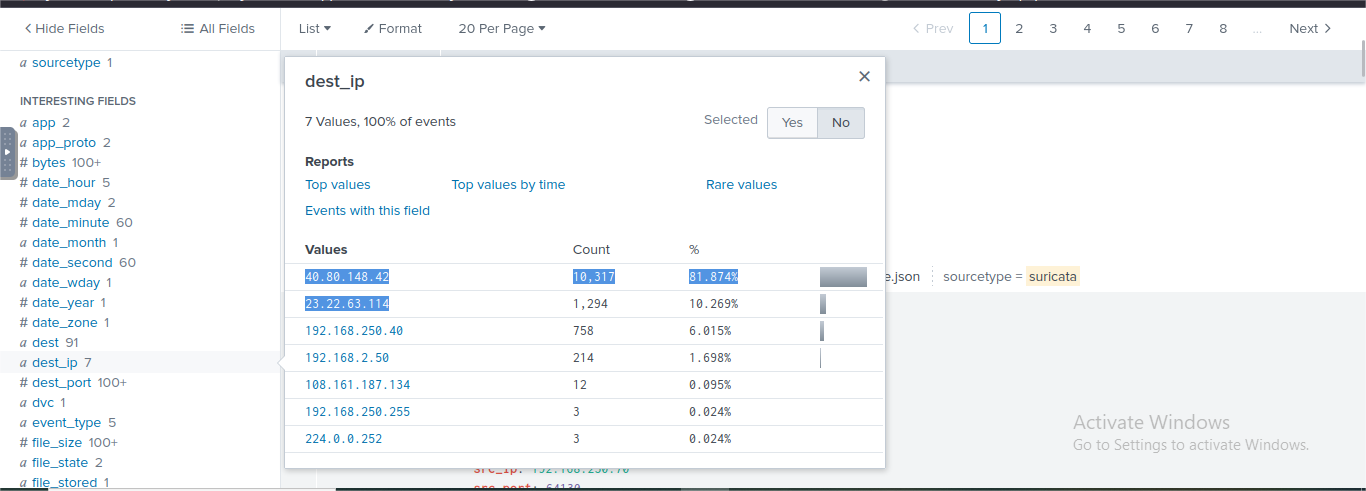 Hide Fields
All Fields
List
Format
20 Per Page
Prev
1 2 3 4 5 6 7 8 ... Next
a sourcetype 1
INTERESTING FIELDS
a app 2
a app_proto 2
# bytes 100+
# date_hour 5
# date_mday 2
# date_minute 60
a date_month 1
# date_second 60
a date_wday 1
# date_year 1
# date_zone 1
a dest 91
a dest_ip 7
# dest_port 100+
a dvc 1
a event_type 5
# file_size 100+
a file_state 2
a file_stored 1
dest_ip
7 Values, 100% of events
Selected
Yes
No
Reports
Top values
Top values by time
Rare values
Events with this field
Values Count %
40.80.148.42 10,317 81.874%
23.22.63.114 1,294 10.269%
192.168.250.40 758 6.015%
192.168.2.50 214 1.698%
108.161.187.134 12 0.095%
192.168.250.255 3 0.024%
224.0.0.252 3 0.024%
e.json
sourcetype = suricata
src_ip: 192.168.250.70
src_port: 64130
Activate Windows
Go to Settings to activate Windows.